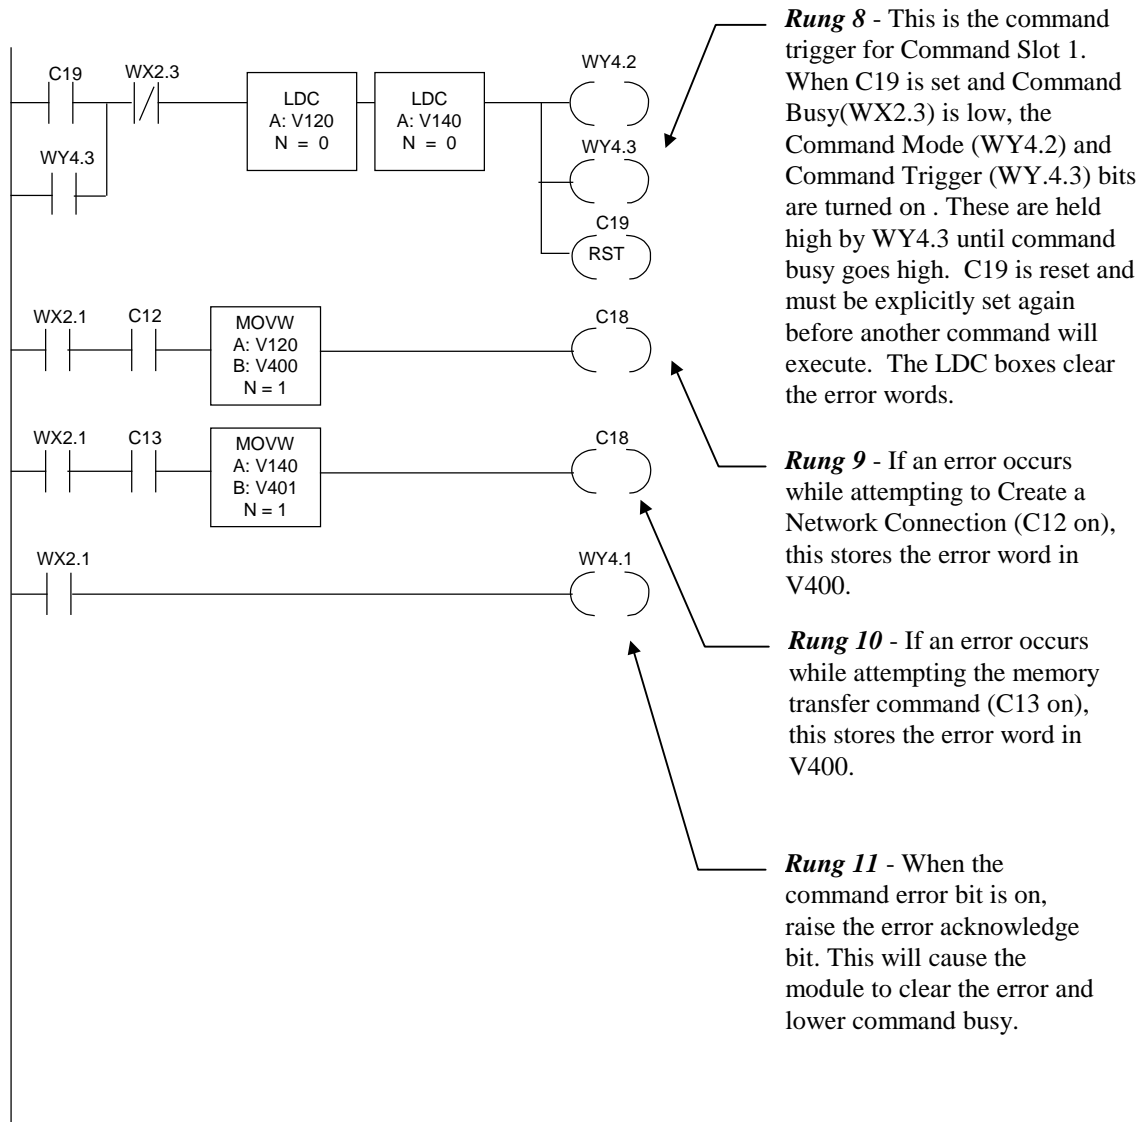 C19
WX2.3
WY4.3
LDC
A: V120
N = 0
LDC
A: V140
N = 0
WY4.2
WY4.3
C19
RST
WX2.1
C12
MOVW
A: V120
B: V400
N = 1
C18
WX2.1
C13
MOVW
A: V140
B: V401
N = 1
C18
WX2.1
WY4.1
Rung 8 - This is the command
trigger for Command Slot 1.
When C19 is set and Command
Busy(WX2.3) is low, the
Command Mode (WY4.2) and
Command Trigger (WY.4.3) bits
are turned on . These are held
high by WY4.3 until command
busy goes high. C19 is reset and
must be explicitly set again
before another command will
execute. The LDC boxes clear
the error words.
Rung 9 - If an error occurs
while attempting to Create a
Network Connection (C12 on),
this stores the error word in
V400.
Rung 10 - If an error occurs
while attempting the memory
transfer command (C13 on),
this stores the error word in
V400.
Rung 11 - When the
command error bit is on,
raise the error acknowledge
bit. This will cause the
module to clear the error and
lower command busy.